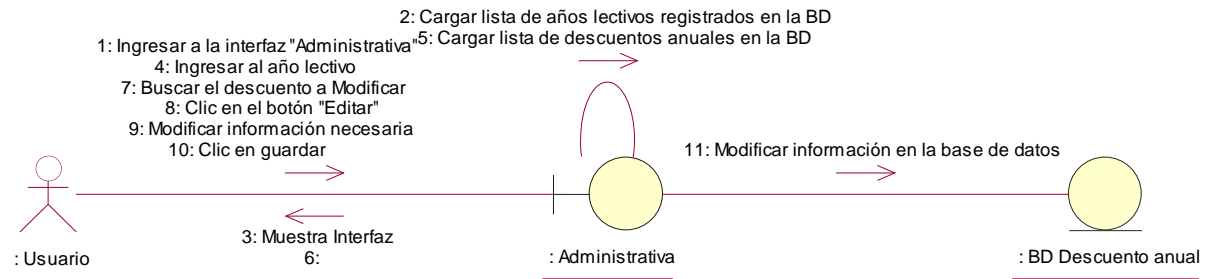 2: Cargar lista de años lectivos registrados en la BD
5: Cargar lista de descuentos anuales en la BD
1: Ingresar a la interfaz "Administrativa"
4: Ingresar al año lectivo
7: Buscar el descuento a Modificar
8: Clic en el botón "Editar"
9: Modificar información necesaria
10: Clic en guardar
11: Modificar información en la base de datos
3: Muestra Interfaz
6:
: Usuario
: Administrativa
: BD Descuento anual